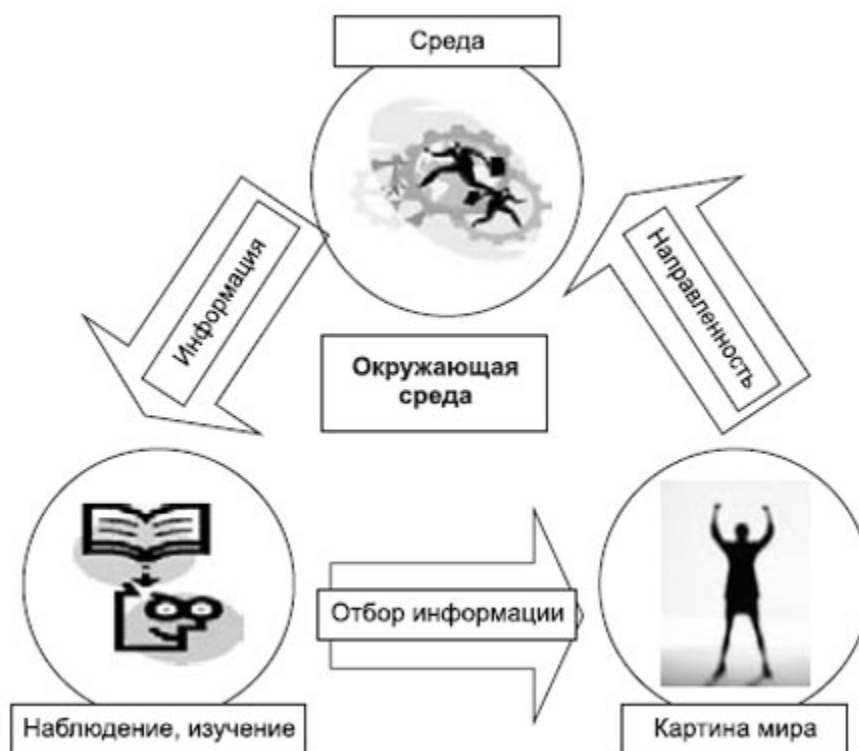 Среда
Информация
Направленность
Окружающая
среда
Отбор информации
Наблюдение, изучение
Картина мира